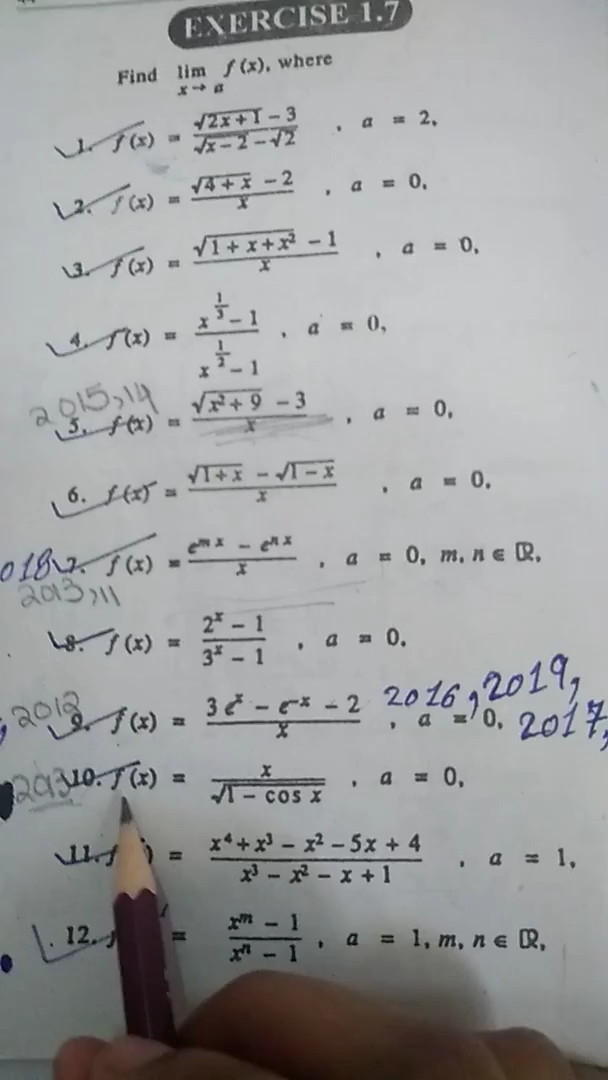 EXERCISE 1.7
Find lim f(x), where
x → a
1. f(x) = (√(2x+1) − 3)/(√(x−2) − √2) , a = 2,
2. f(x) = (√(4+x) − 2)/x , a = 0,
3. f(x) = (√(1+x+x²) − 1)/x , a = 0,
4. f(x) = (x^(1/3) − 1)/(x^(1/2) − 1) , a = 0,
2015,14
5. f(x) = (√(x²+9) − 3)/x , a = 0,
6. f(x) = (√(1+x) − √(1−x))/x , a = 0,
018 7. f(x) = (e^(mx) − e^(nx))/x , a = 0, m, n ∈ ℝ,
2013,11
8. f(x) = (2^x − 1)/(3^x − 1) , a = 0.
2012 9. f(x) = (3e^x − e^(−x) − 2)/x , a = 0, 2016,2019,
2017,
10. f(x) = x/√(1 − cos x) , a = 0,
11. f(x) = (x⁴+x³ − x² − 5x + 4)/(x³ − x² − x + 1) , a = 1,
12. = (x^m − 1)/(x^n − 1) , a = 1, m, n ∈ ℝ,